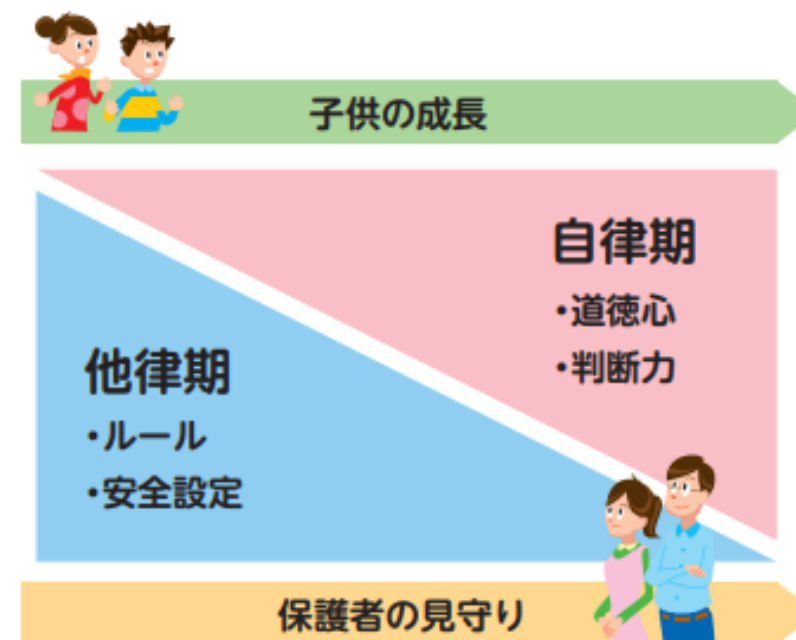 子供の成長
自律期
・道徳心
・判断力
他律期
・ルール
・安全設定
保護者の見守り